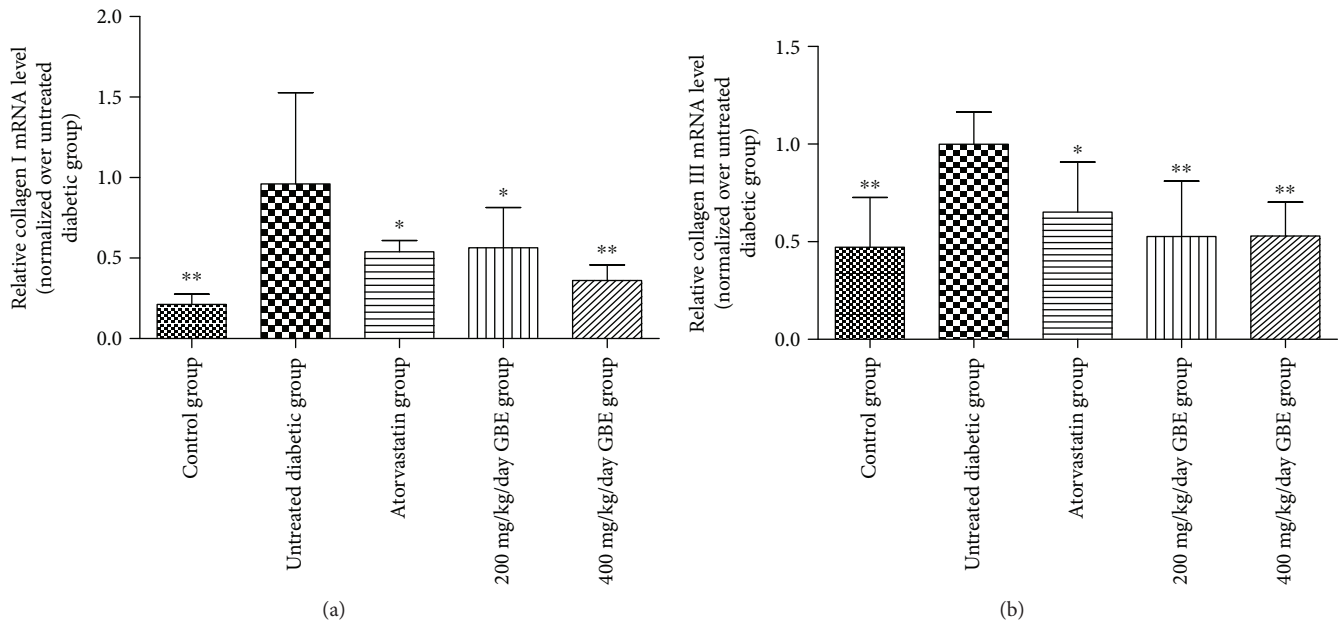 Relative collagen I mRNA level
(normalized over untreated
diabetic group)
2.0
1.5
1.0
0.5
0.0
**
*
*
**
Control group
Untreated diabetic group
Atorvastatin group
200 mg/kg/day GBE group
400 mg/kg/day GBE group
(a)
Relative collagen III mRNA level
(normalized over untreated
diabetic group)
1.5
1.0
0.5
0.0
**
*
**
**
Control group
Untreated diabetic group
Atorvastatin group
200 mg/kg/day GBE group
400 mg/kg/day GBE group
(b)